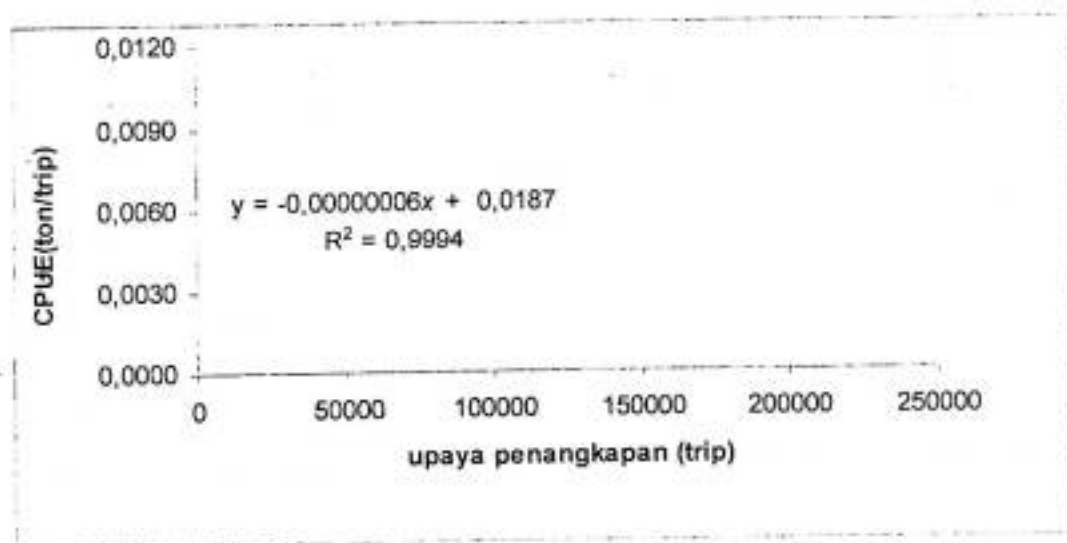 0,0120
0,0090
0,0060
0,0030
0,0000
CPUE(ton/trip)
y = -0,00000006x + 0,0187
R² = 0,9994
0 50000 100000 150000 200000 250000
upaya penangkapan (trip)